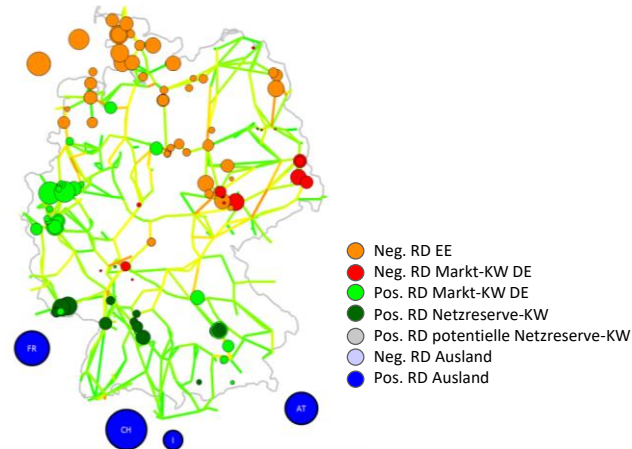 Neg. RD EE
Neg. RD Markt-KW DE
Pos. RD Markt-KW DE
Pos. RD Netzreserve-KW
Pos. RD potentielle Netzreserve-KW
Neg. RD Ausland
Pos. RD Ausland
FR
AT
CH
I